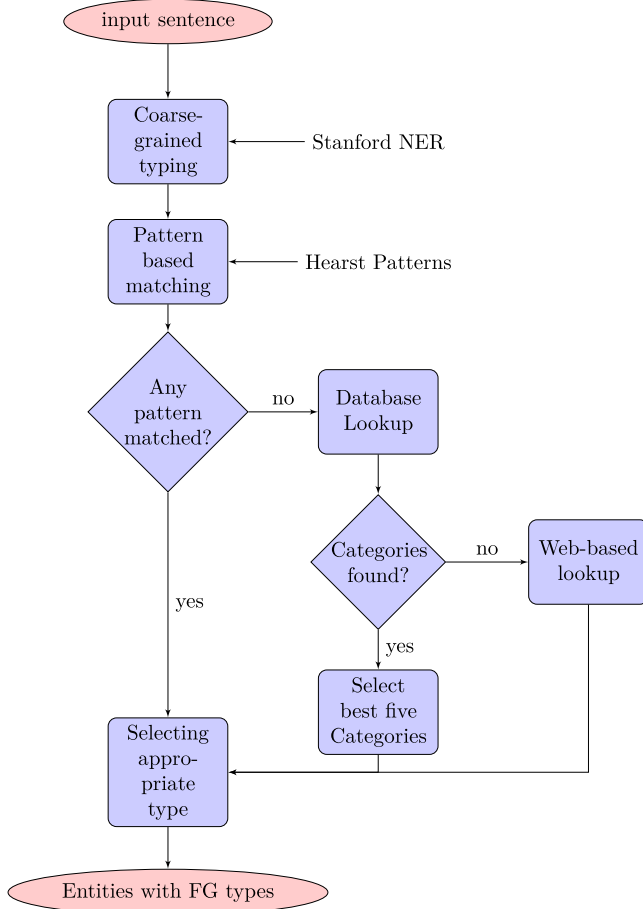 input sentence
Coarse-
grained
typing
Stanford NER
Pattern
based
matching
Hearst Patterns
Any
pattern
matched?
no
Database
Lookup
Categories
found?
no
Web-based
lookup
yes
yes
Select
best five
Categories
Selecting
appro-
priate
type
Entities with FG types